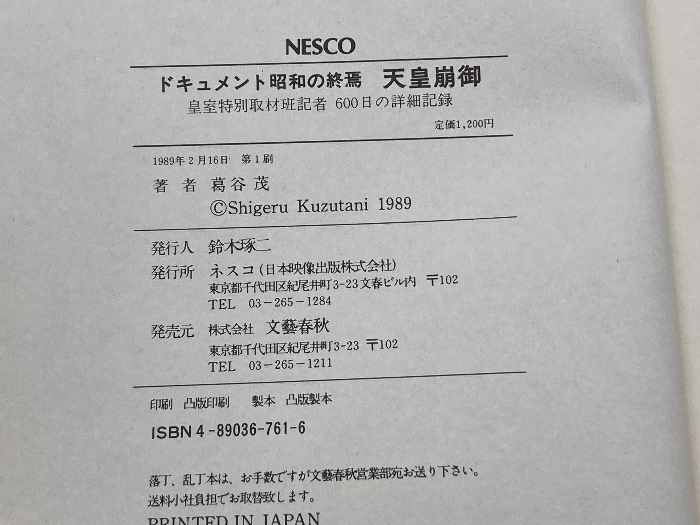 NESCO
ドキュメント昭和の終焉　天皇崩御
皇室特別取材班記者 600日の詳細記録
定価1,200円
1989年2月16日　第1刷
著　者　葛谷 茂
©Shigeru Kuzutani 1989
発行人　鈴木琢二
発行所　ネスコ(日本映像出版株式会社)
東京都千代田区紀尾井町3-23文春ビル内　〒102
TEL　03-265-1284
発売元　株式会社　文藝春秋
東京都千代田区紀尾井町3-23　〒102
TEL　03-265-1211
印刷　凸版印刷　　製本　凸版製本
ISBN4-89036-761-6
落丁、乱丁本は、お手数ですが文藝春秋営業部宛お送り下さい。
送料小社負担でお取替致します。
PRINTED IN JAPAN